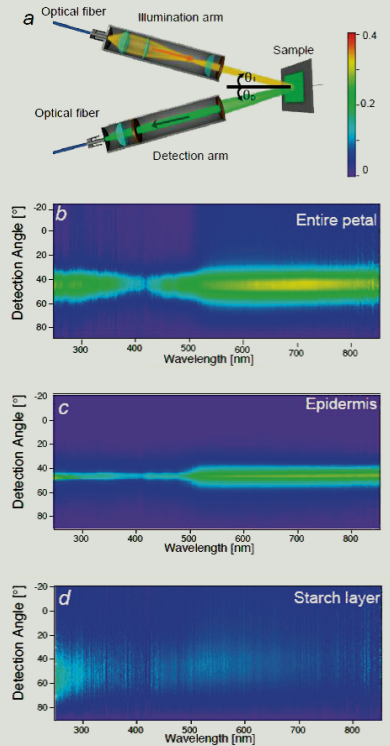 a
Optical fiber
Illumination arm
Sample
θi
θD
Optical fiber
Detection arm
0.4
0.2
0
b
Entire petal
Detection Angle [°]
-20
0
20
40
60
80
300
400
500
600
700
800
Wavelength [nm]
c
Epidermis
Detection Angle [°]
-20
0
20
40
60
80
300
400
500
600
700
800
Wavelength [nm]
d
Starch layer
Detection Angle [°]
-20
0
20
40
60
80
300
400
500
600
700
800
Wavelength [nm]